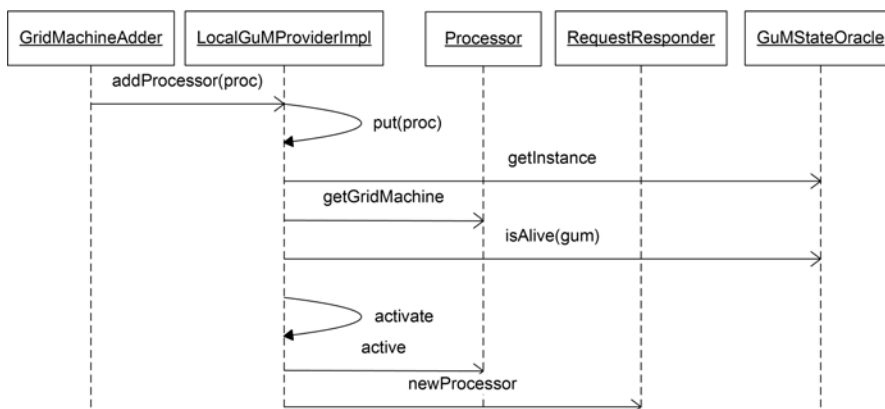 GridMachineAdder
LocalGuMProviderImpl
Processor
RequestResponder
GuMStateOracle
addProcessor(proc)
put(proc)
getInstance
getGridMachine
isAlive(gum)
activate
active
newProcessor